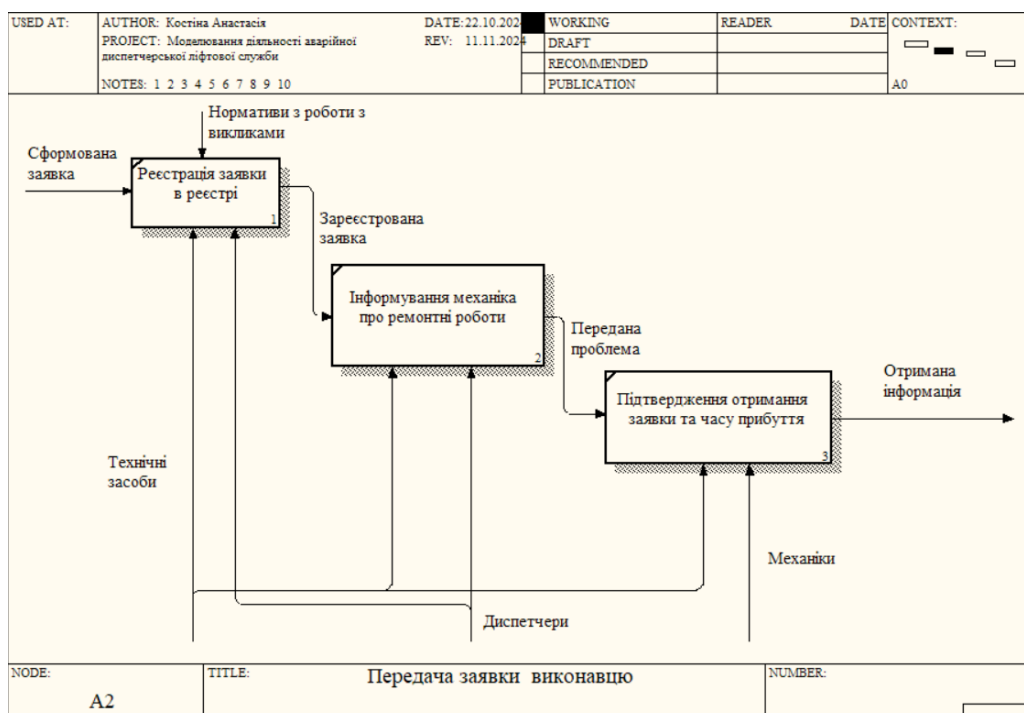 USED AT:
AUTHOR: Костіна Анастасія
DATE: 22.10.202
PROJECT: Моделювання діяльності аварійної
диспетчерської ліфтової служби
REV: 11.11.2024
NOTES: 1 2 3 4 5 6 7 8 9 10
WORKING
DRAFT
RECOMMENDED
PUBLICATION
READER
DATE
CONTEXT:
A0
Нормативи з роботи з
викликами
Сформована
заявка
Реєстрація заявки
в реєстрі
1
Зареєстрована
заявка
Інформування механіка
про ремонтні роботи
2
Передана
проблема
Отримана
інформація
Підтвердження отримання
заявки та часу прибуття
3
Технічні
засоби
Механіки
Диспетчери
NODE:
A2
TITLE:
Передача заявки виконавцю
NUMBER: